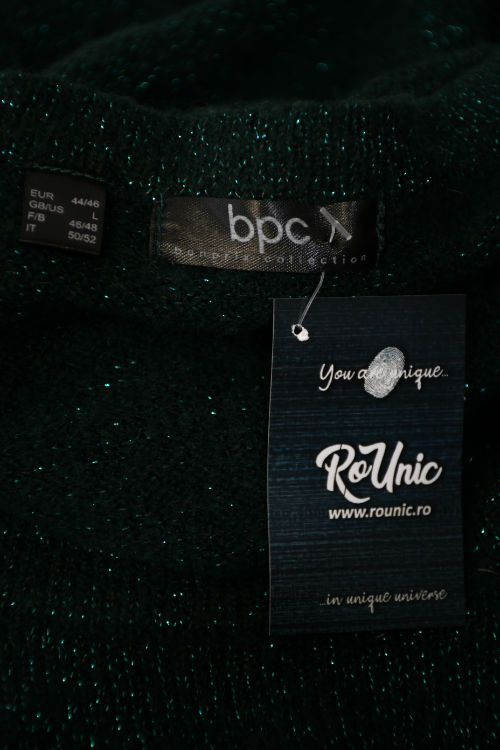 EUR 44/46
GB/US L
F/B 46/48
IT 50/52
bpc
bonprix collection
You are unique...
RoUnic
www.rounic.ro
...in unique universe